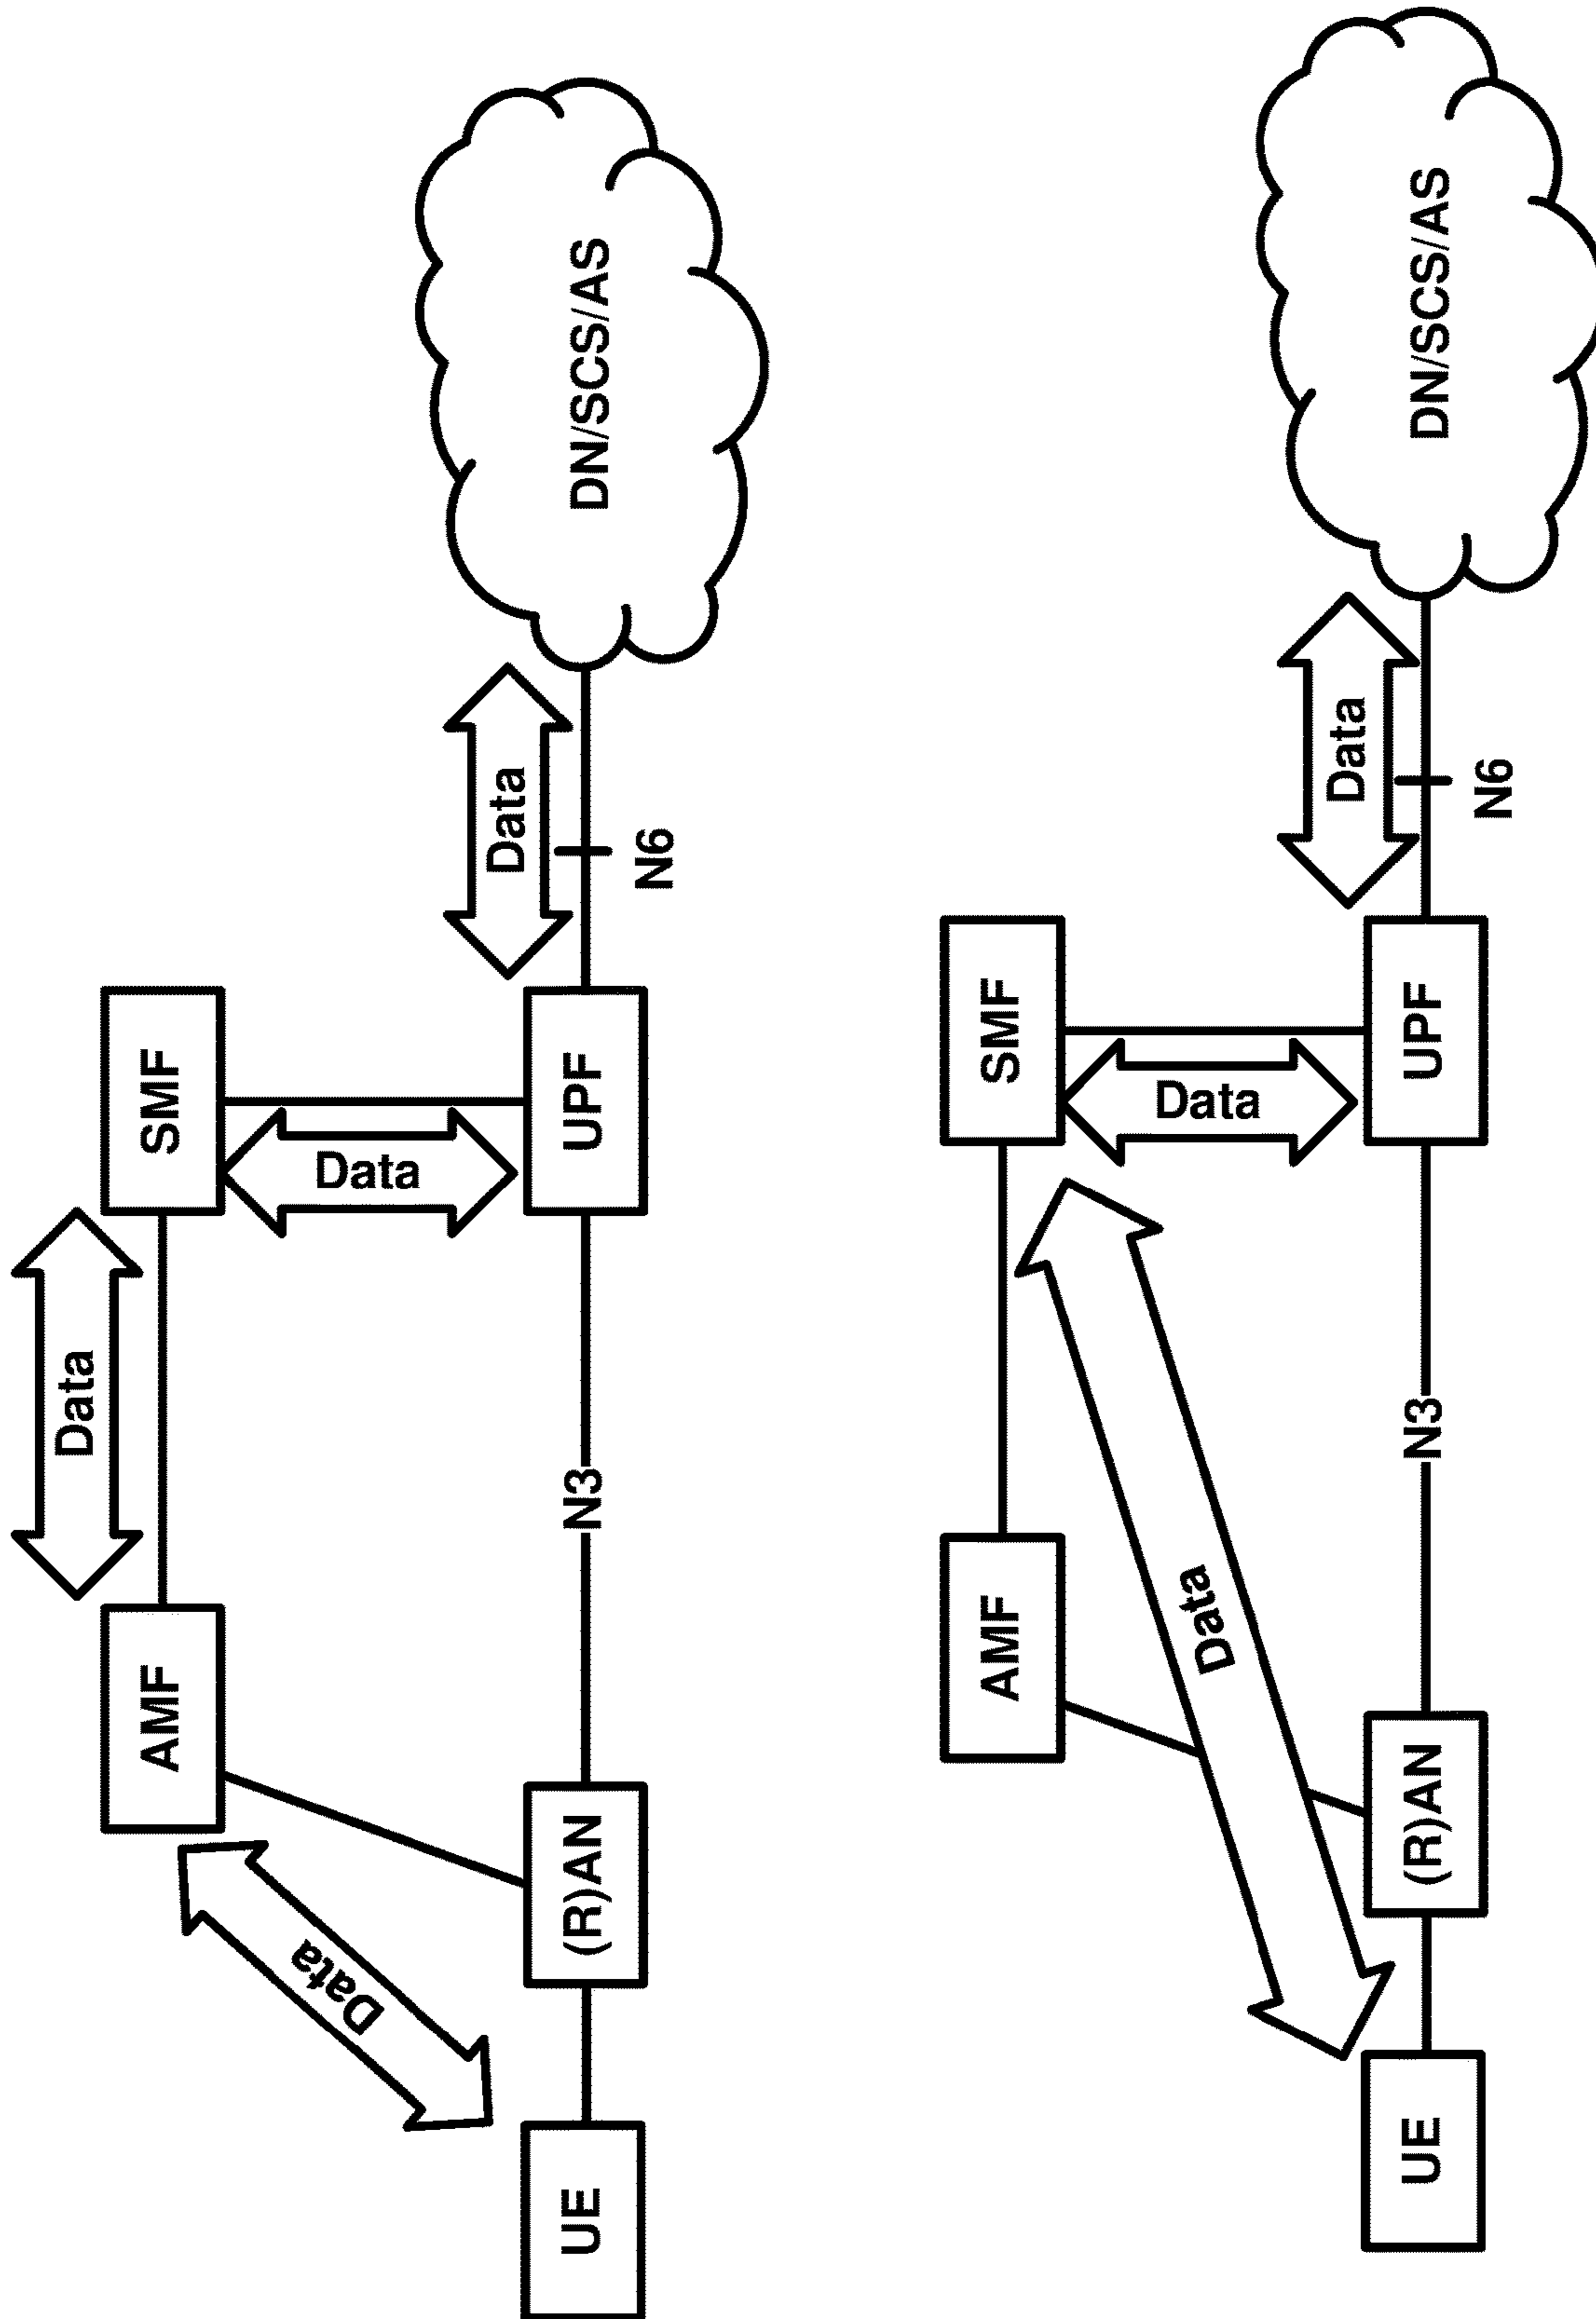 Data
AMF
SMF
Data
Data
Data
UE
(R)AN
N3
UPF
DN/SCS/AS
N6
AMF
SMF
Data
Data
Data
UE
(R)AN
N3
UPF
DN/SCS/AS
N6